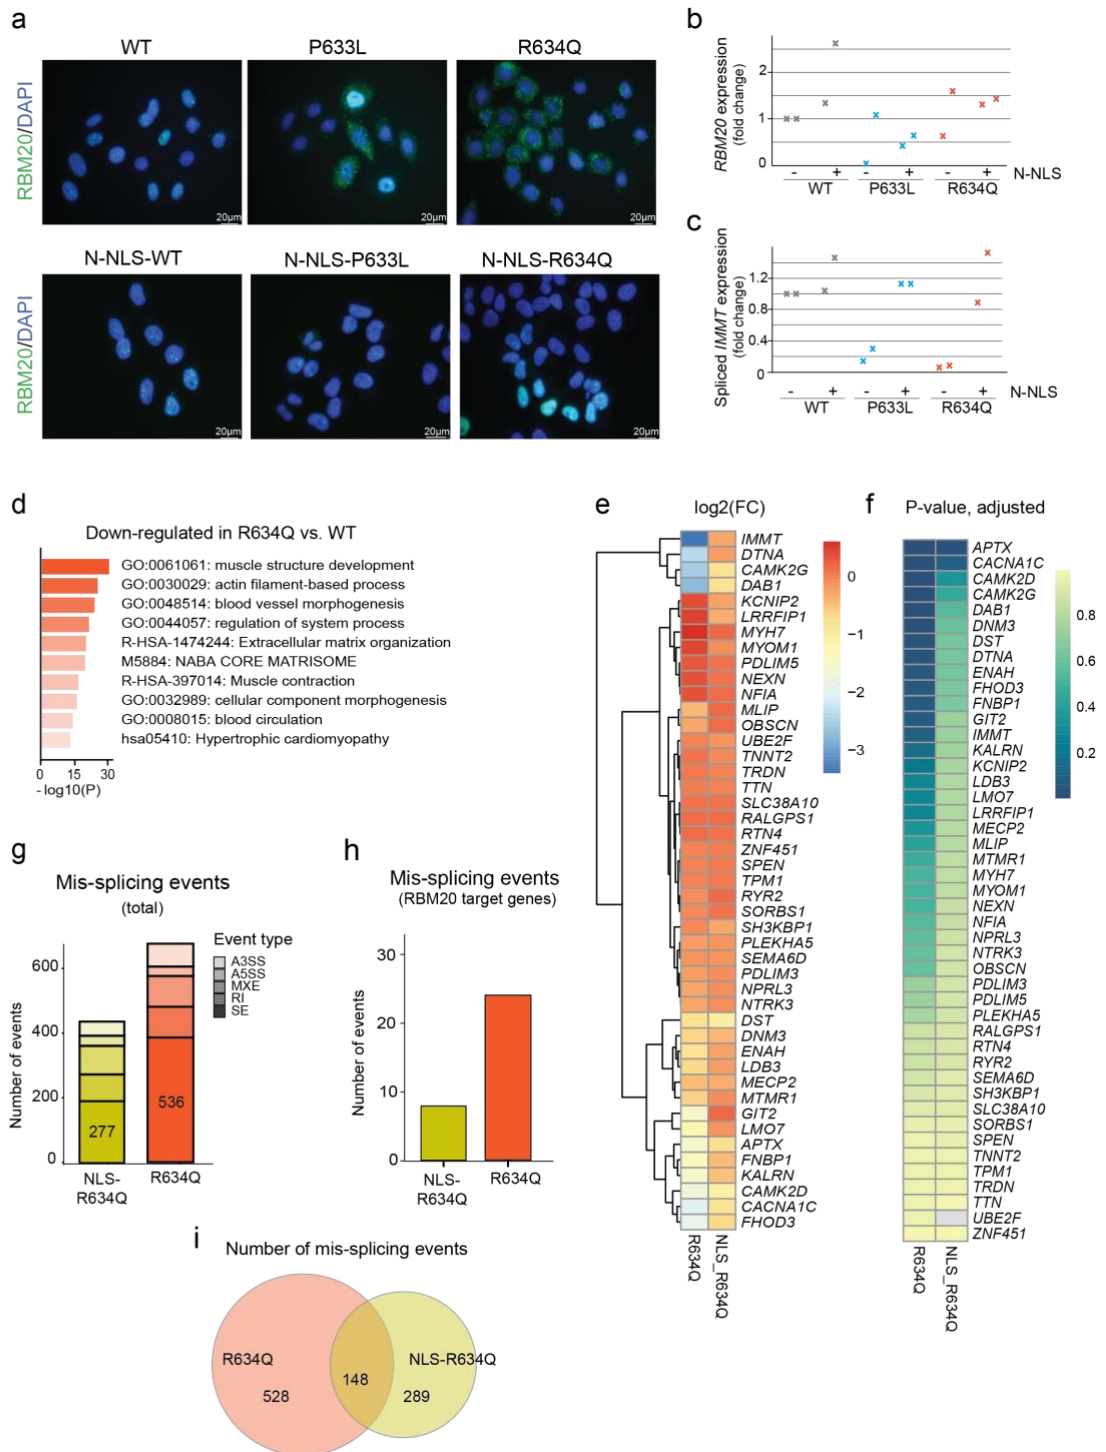 a
WT
P633L
R634Q
RBM20/DAPI
20µm
20µm
20µm
N-NLS-WT
N-NLS-P633L
N-NLS-R634Q
RBM20/DAPI
20µm
20µm
20µm
b
RBM20 expression
(fold change)
2
1
0
- + - + - + N-NLS
WT P633L R634Q
c
Spliced IMMT expression
(fold change)
1.2
0.4
0
- + - + - + N-NLS
WT P633L R634Q
d
Down-regulated in R634Q vs. WT
GO:0061061: muscle structure development
GO:0030029: actin filament-based process
GO:0048514: blood vessel morphogenesis
GO:0044057: regulation of system process
R-HSA-1474244: Extracellular matrix organization
M5884: NABA CORE MATRISOME
R-HSA-397014: Muscle contraction
GO:0032989: cellular component morphogenesis
GO:0008015: blood circulation
hsa05410: Hypertrophic cardiomyopathy
0 15 30
- log10(P)
e
log2(FC)
IMMT
DTNA
CAMK2G
DAB1
KCNIP2
LRRFIP1
MYH7
MYOM1
PDLIM5
NEXN
NFIA
MLIP
OBSCN
UBE2F
TNNT2
TRDN
TTN
SLC38A10
RALGPS1
RTN4
ZNF451
SPEN
TPM1
RYR2
SORBS1
SH3KBP1
PLEKHA5
SEMA6D
PDLIM3
NPRL3
NTRK3
DST
DNM3
ENAH
LDB3
MECP2
MTMR1
GIT2
LMO7
APTX
FNBP1
KALRN
CAMK2D
CACNA1C
FHOD3
R634Q
NLS_R634Q
0
−1
−2
−3
f
P-value, adjusted
APTX
CACNA1C
CAMK2D
CAMK2G
DAB1
DNM3
DST
DTNA
ENAH
FHOD3
FNBP1
GIT2
IMMT
KALRN
KCNIP2
LDB3
LMO7
LRRFIP1
MECP2
MLIP
MTMR1
MYH7
MYOM1
NEXN
NFIA
NPRL3
NTRK3
OBSCN
PDLIM3
PDLIM5
PLEKHA5
RALGPS1
RTN4
RYR2
SEMA6D
SH3KBP1
SLC38A10
SORBS1
SPEN
TNNT2
TPM1
TRDN
TTN
UBE2F
ZNF451
R634Q
NLS_R634Q
0.8
0.6
0.4
0.2
g
Mis-splicing events
(total)
Number of events
600
400
200
0
277
536
NLS-
R634Q
R634Q
Event type
A3SS
A5SS
MXE
RI
SE
h
Mis-splicing events
(RBM20 target genes)
Number of events
30
20
10
0
NLS-
R634Q
R634Q
i
Number of mis-splicing events
R634Q
NLS-R634Q
528
148
289